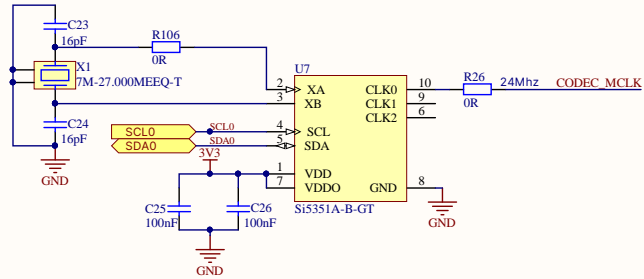 C23
16pF
R106
0R
X1
7M-27.000MEEQ-T
C24
16pF
GND
U7
2 XA
3 XB
4 SCL
5 SDA
1 VDD
7 VDDO
CLK0 10
CLK1 9
CLK2 6
GND 8
Si5351A-B-GT
R26
0R
24Mhz
CODEC_MCLK
SCL0
SCL0
SDA0
SDA0
3V3
C25
100nF
C26
100nF
GND
GND